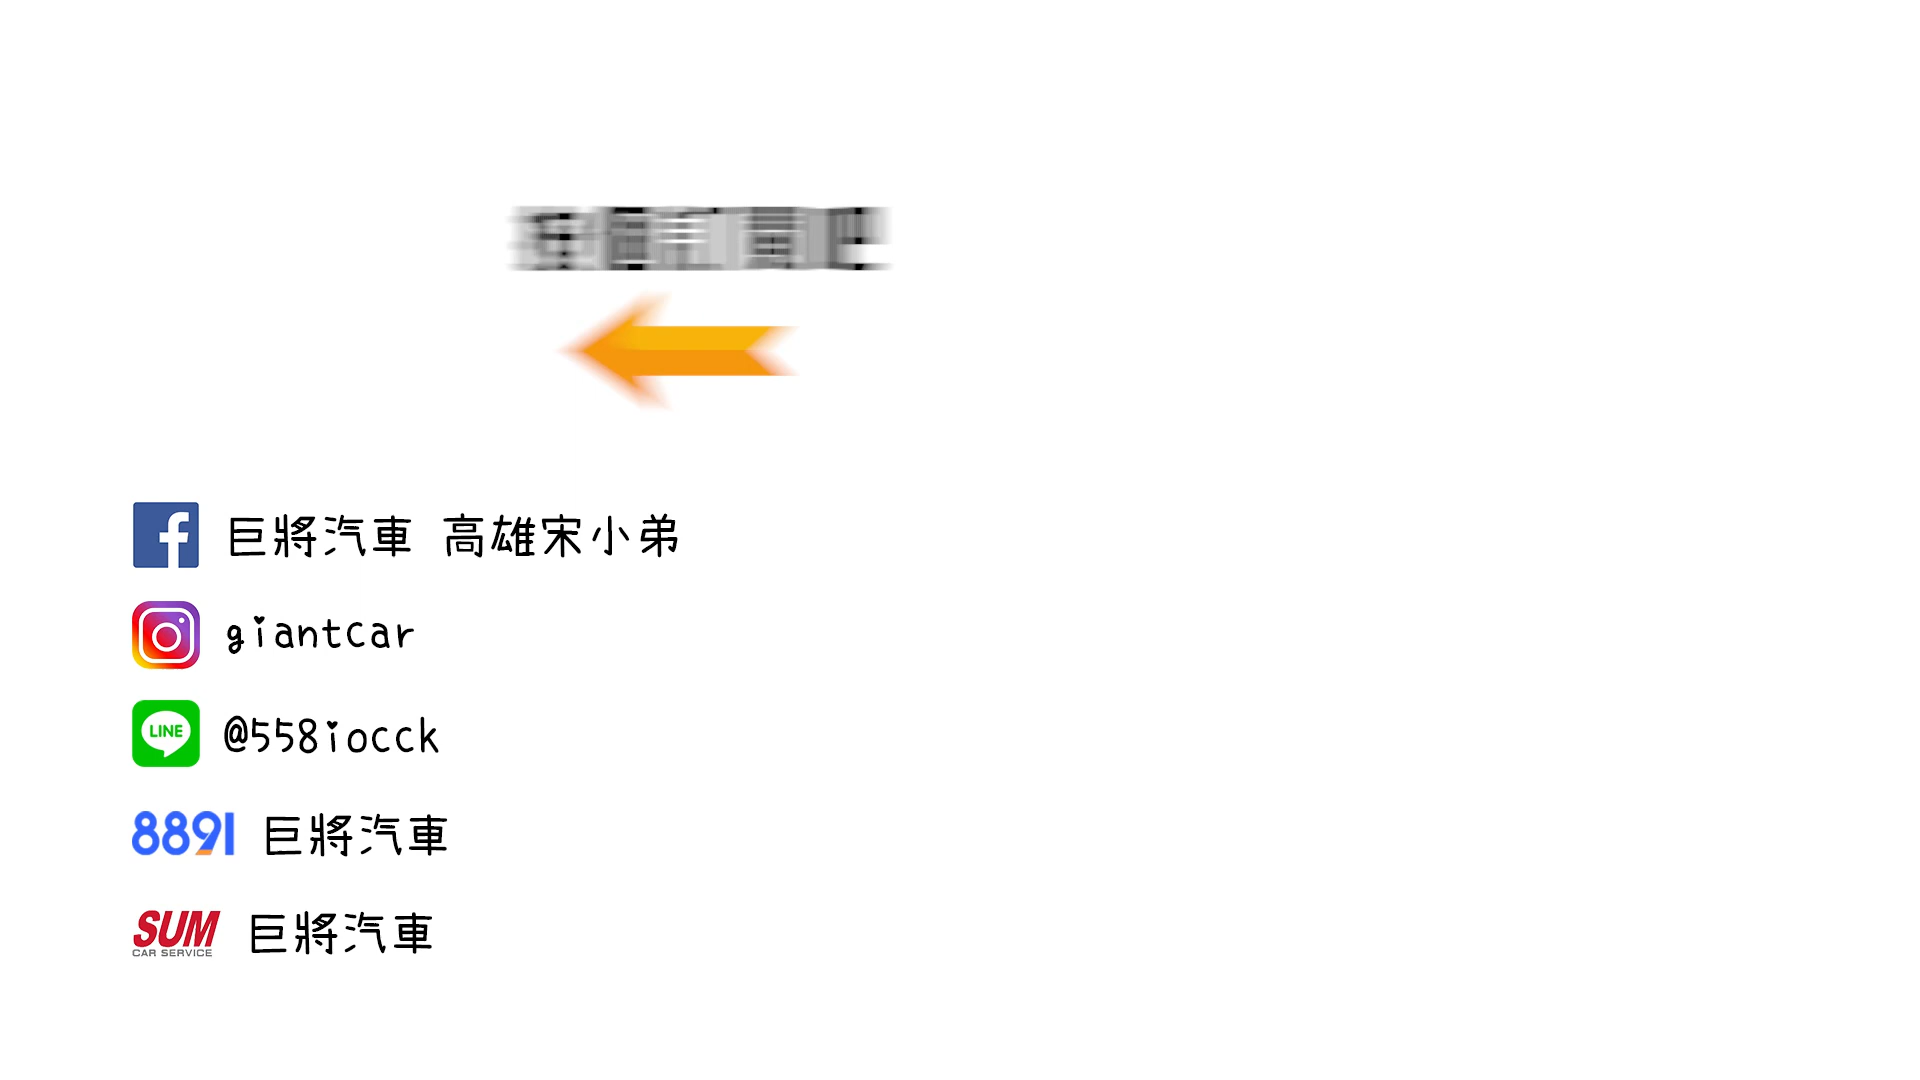 巨將汽車 高雄宋小弟
giantcar
LINE @558iocck
8891 巨將汽車
SUM 巨將汽車
CAR SERVICE